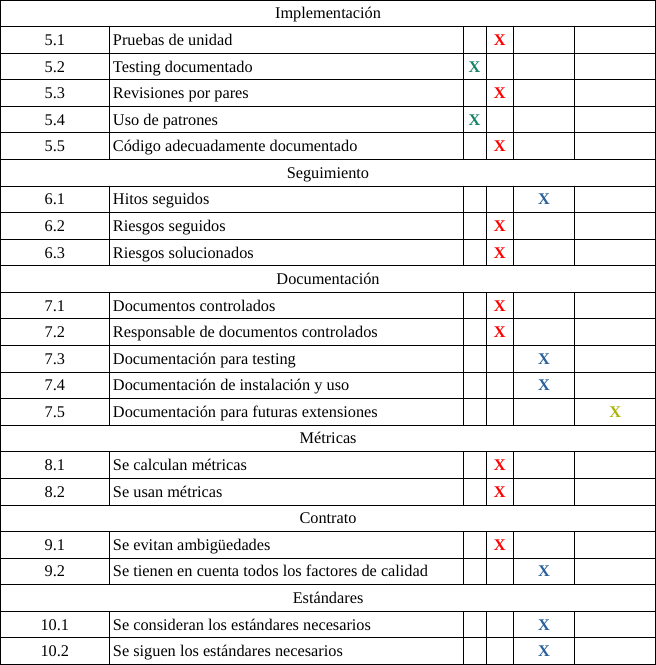 Implementación
5.1 Pruebas de unidad X
5.2 Testing documentado X
5.3 Revisiones por pares X
5.4 Uso de patrones X
5.5 Código adecuadamente documentado X
Seguimiento
6.1 Hitos seguidos X
6.2 Riesgos seguidos X
6.3 Riesgos solucionados X
Documentación
7.1 Documentos controlados X
7.2 Responsable de documentos controlados X
7.3 Documentación para testing X
7.4 Documentación de instalación y uso X
7.5 Documentación para futuras extensiones X
Métricas
8.1 Se calculan métricas X
8.2 Se usan métricas X
Contrato
9.1 Se evitan ambigüedades X
9.2 Se tienen en cuenta todos los factores de calidad X
Estándares
10.1 Se consideran los estándares necesarios X
10.2 Se siguen los estándares necesarios X